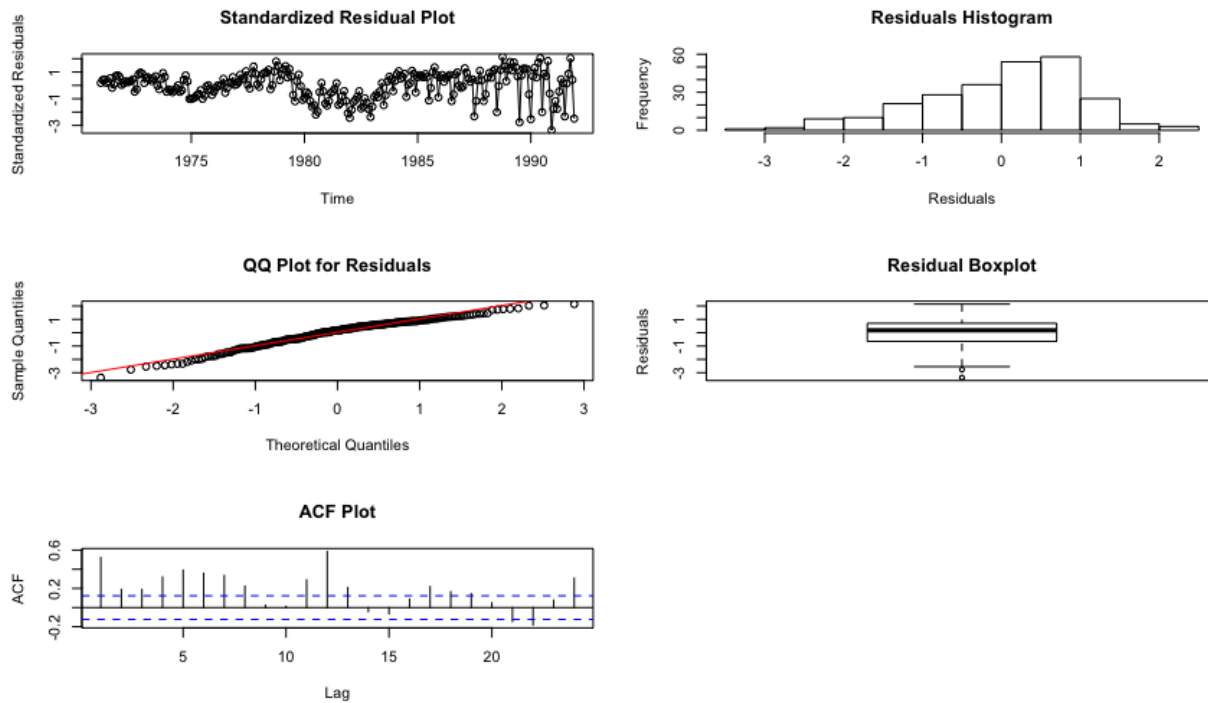 Standardized Residual Plot
Standardized Residuals
1
-1
-3
1975 1980 1985 1990
Time
Residuals Histogram
Frequency
60
30
0
-3 -2 -1 0 1 2
Residuals
QQ Plot for Residuals
Sample Quantiles
1
-1
-3
-3 -2 -1 0 1 2 3
Theoretical Quantiles
Residual Boxplot
Residuals
1
-1
-3
ACF Plot
ACF
0.6
0.2
-0.2
5 10 15 20
Lag